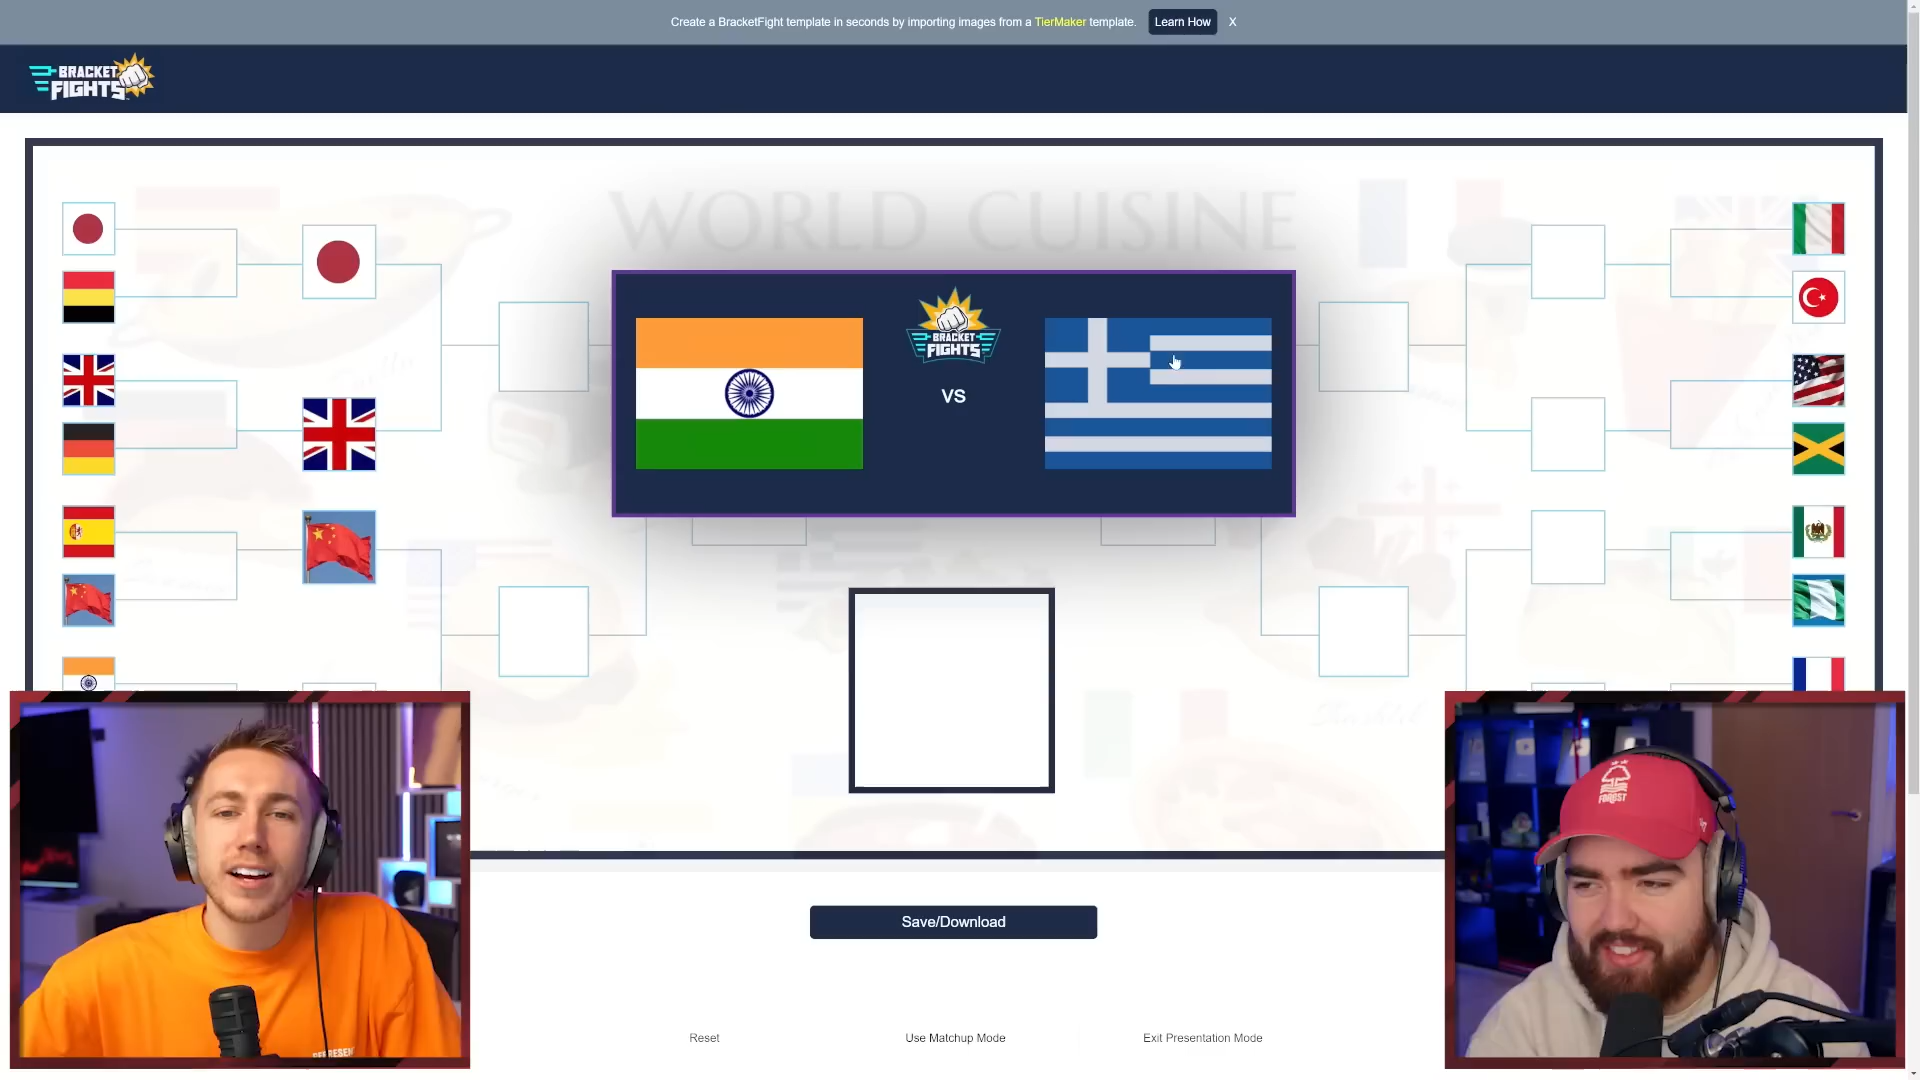 Create a BracketFight template in seconds by importing images from a TierMaker template.
Learn How
X
BRACKET
FIGHTS
WORLD CUISINE
BRACKET
FIGHTS
VS
FOREST
Save/Download
Reset
Use Matchup Mode
Exit Presentation Mode